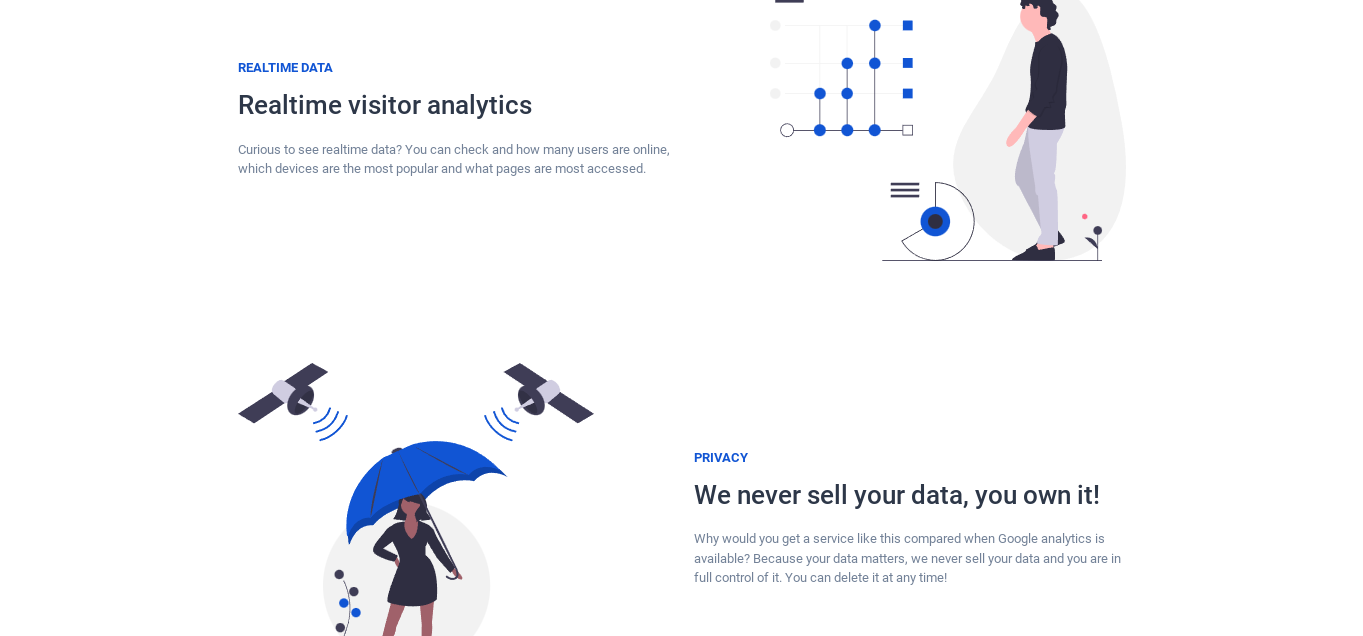 REALTIME DATA
Realtime visitor analytics
Curious to see realtime data? You can check and how many users are online,
which devices are the most popular and what pages are most accessed.
PRIVACY
We never sell your data, you own it!
Why would you get a service like this compared when Google analytics is
available? Because your data matters, we never sell your data and you are in
full control of it. You can delete it at any time!